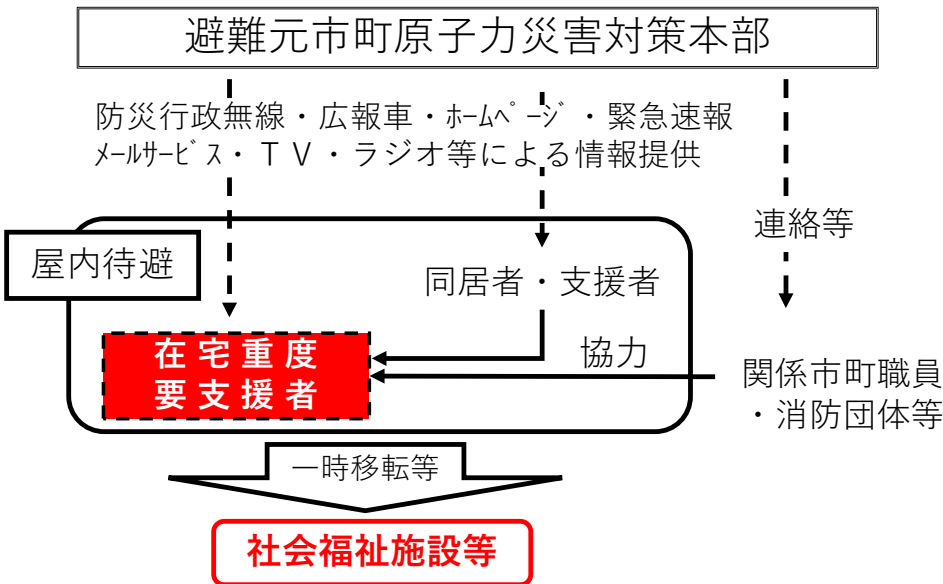 避難元市町原子力災害対策本部
防災行政無線・広報車・ﾎｰﾑﾍﾟｰｼﾞ・緊急速報
ﾒｰﾙｻｰﾋﾞｽ・ＴＶ・ラジオ等による情報提供
連絡等
屋内待避
同居者・支援者
在宅重度
要支援者
協力
関係市町職員
・消防団体等
一時移転等
社会福祉施設等